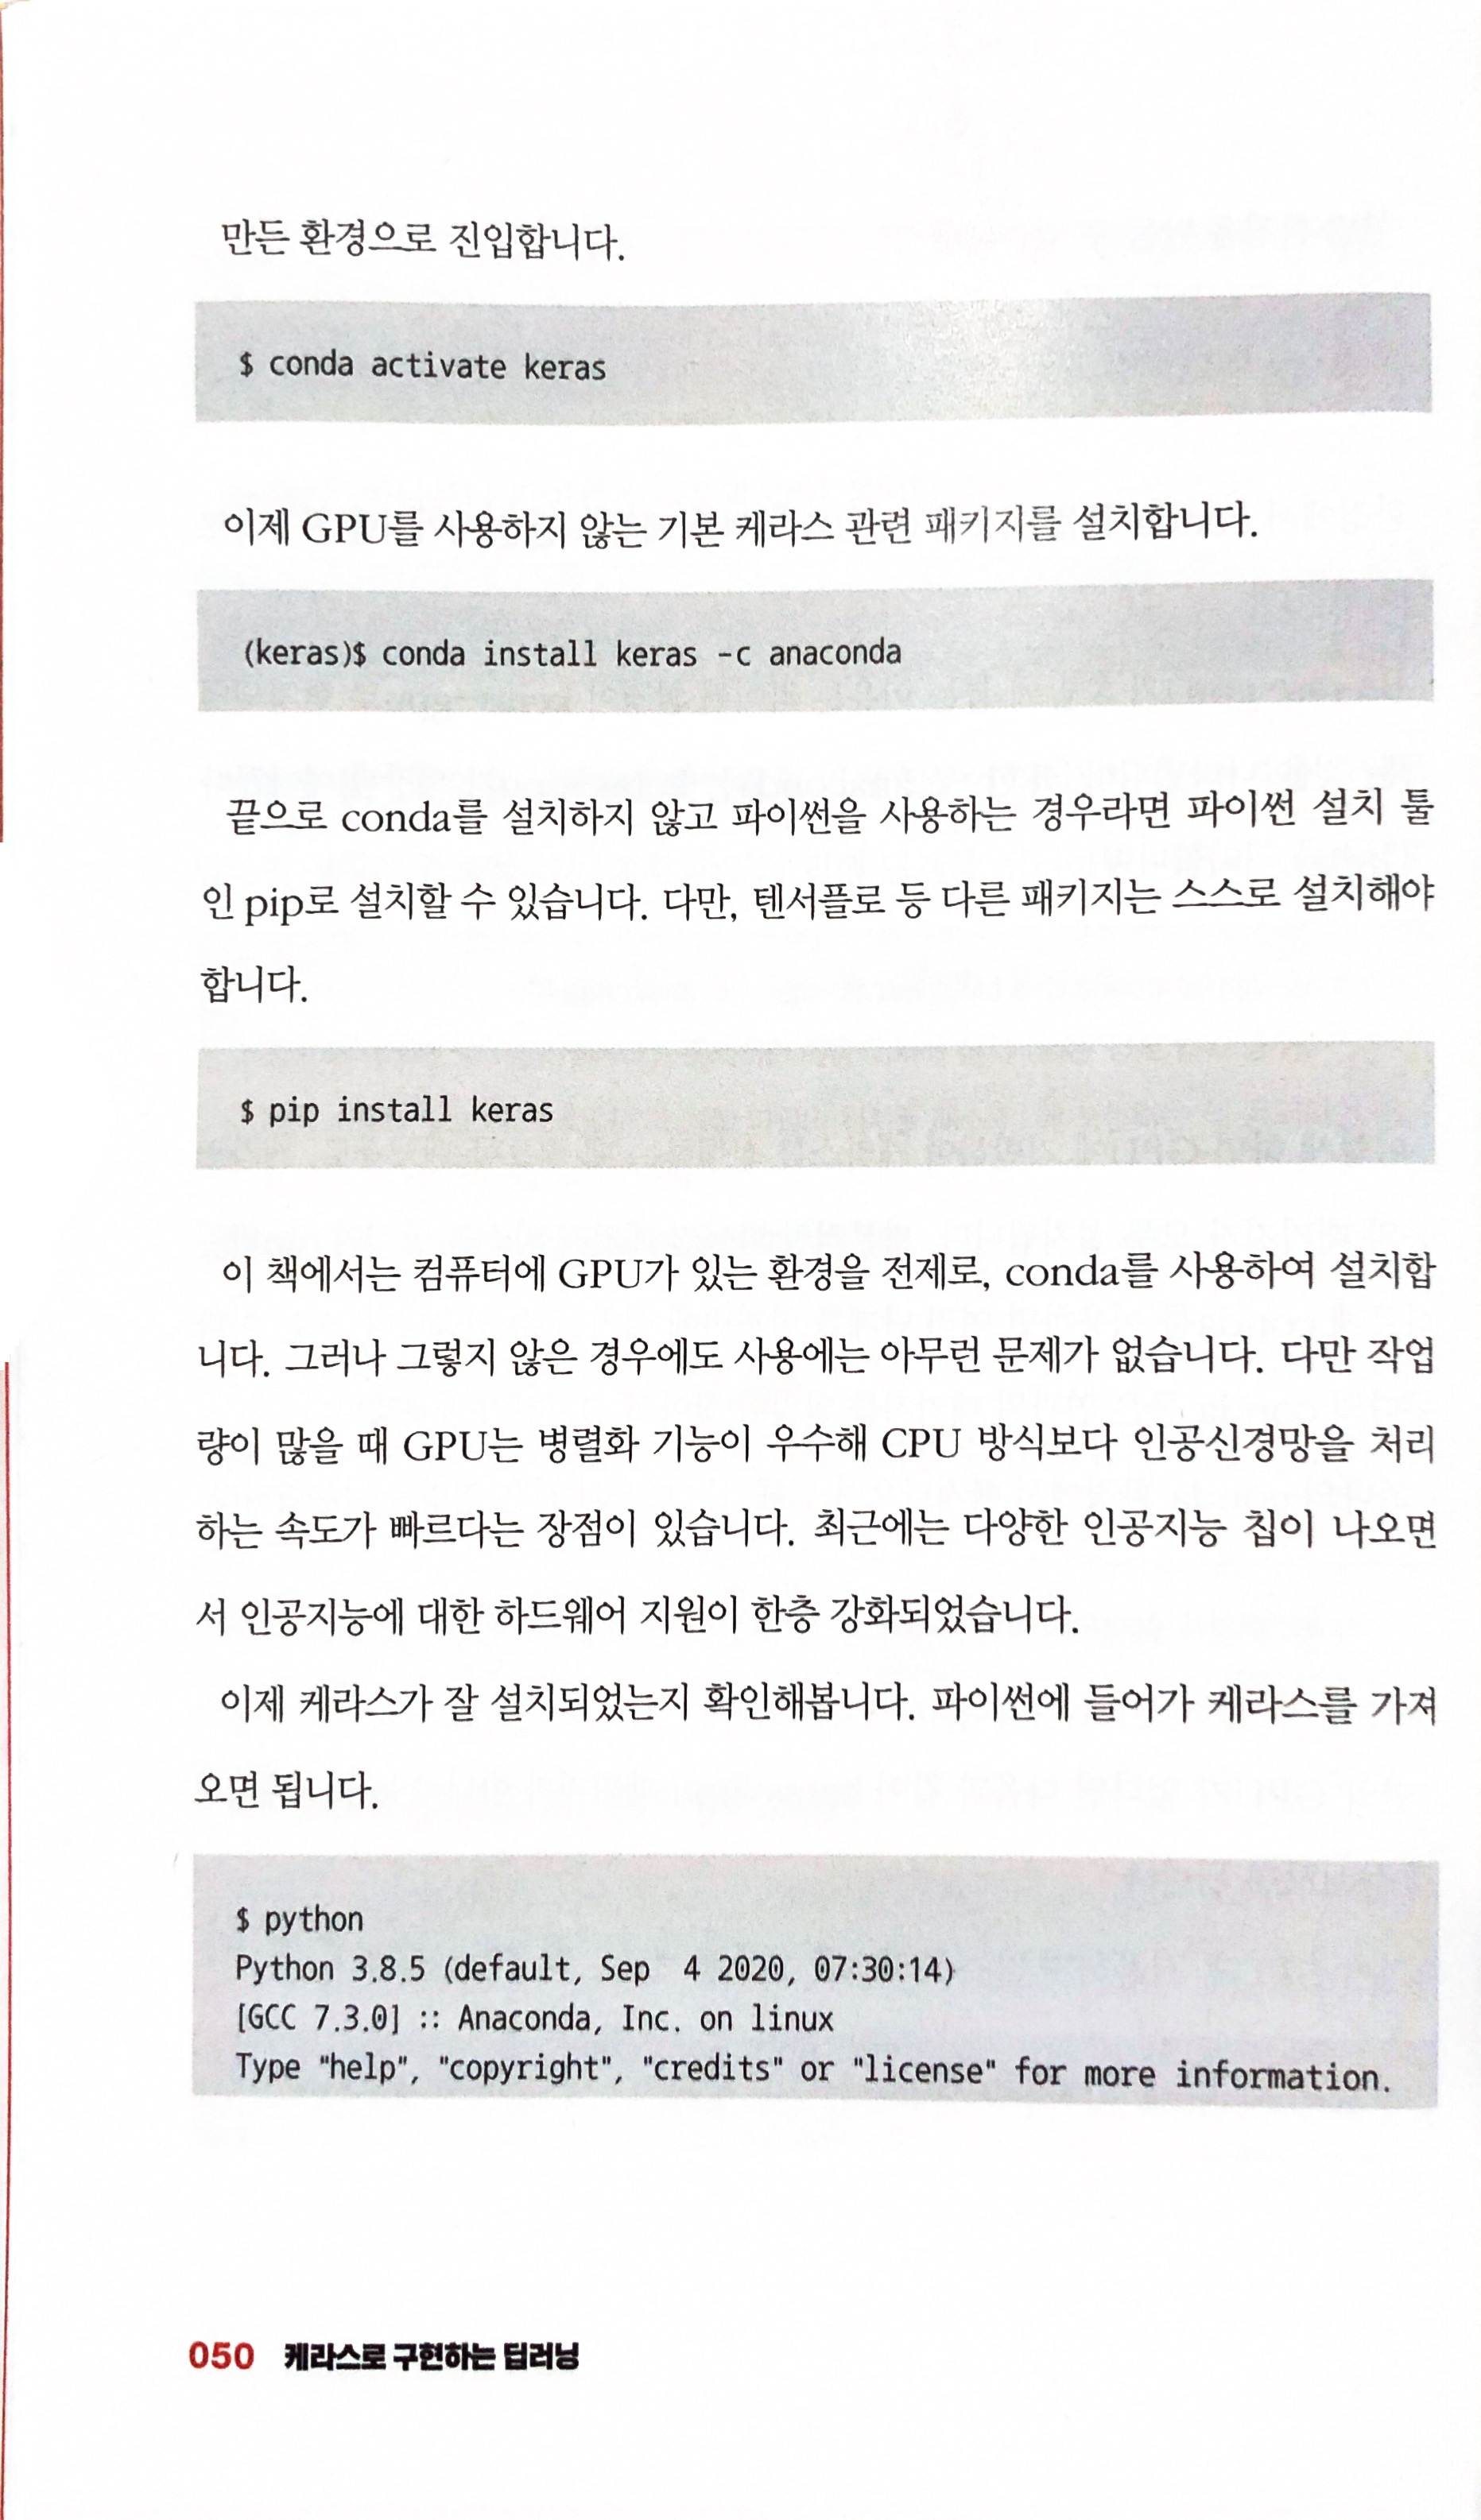 만든 환경으로 진입합니다.
$ conda activate keras
이제 GPU를 사용하지 않는 기본 케라스 관련 패키지를 설치합니다.
(keras)$ conda install keras -c anaconda
끝으로 conda를 설치하지 않고 파이썬을 사용하는 경우라면 파이썬 설치 툴
인 pip로 설치할 수 있습니다. 다만, 텐서플로 등 다른 패키지는 스스로 설치해야
합니다.
$ pip install keras
이 책에서는 컴퓨터에 GPU가 있는 환경을 전제로, conda를 사용하여 설치합
니다. 그러나 그렇지 않은 경우에도 사용에는 아무런 문제가 없습니다. 다만 작업
량이 많을 때 GPU는 병렬화 기능이 우수해 CPU 방식보다 인공신경망을 처리
하는 속도가 빠르다는 장점이 있습니다. 최근에는 다양한 인공지능 칩이 나오면
서 인공지능에 대한 하드웨어 지원이 한층 강화되었습니다.
이제 케라스가 잘 설치되었는지 확인해봅니다. 파이썬에 들어가 케라스를 가져
오면 됩니다.
$ python
Python 3.8.5 (default, Sep  4 2020, 07:30:14)
[GCC 7.3.0] :: Anaconda, Inc. on linux
Type "help", "copyright", "credits" or "license" for more information.
050 케라스로 구현하는 딥러닝